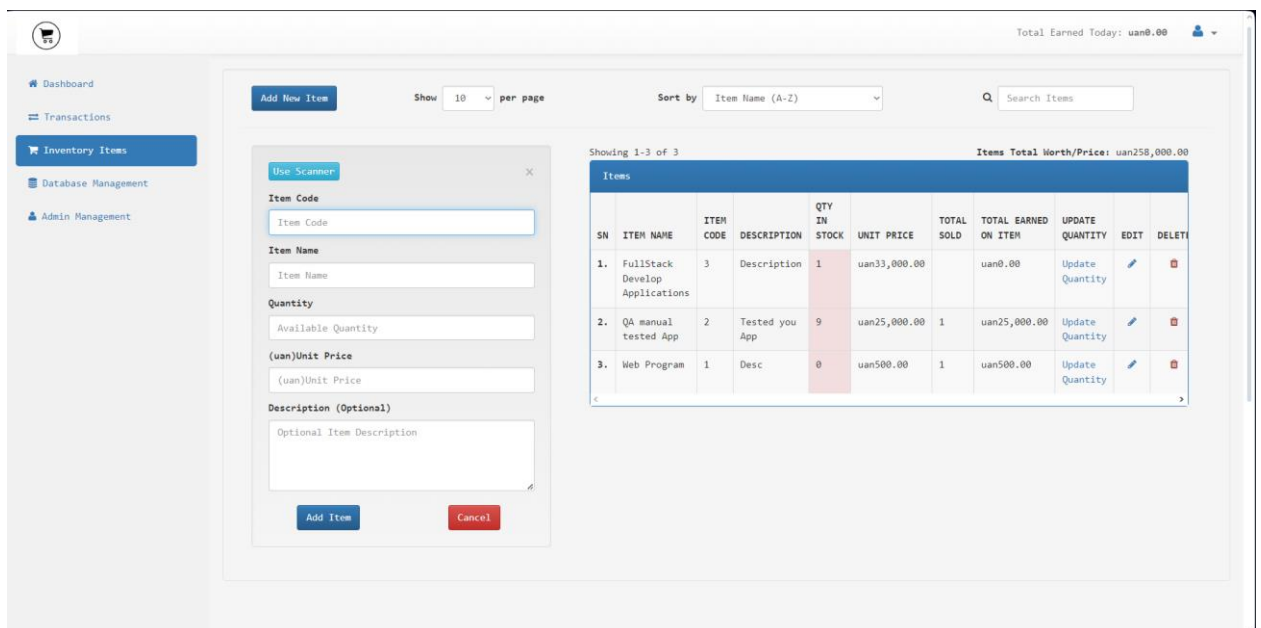 Total Earned Today: uan0.00
Dashboard
Transactions
Inventory Items
Database Management
Admin Management
Add New Item
Show 10 per page
Sort by Item Name (A-Z)
Search Items
Use Scanner ×
Item Code
Item Code
Item Name
Item Name
Quantity
Available Quantity
(uan)Unit Price
(uan)Unit Price
Description (Optional)
Optional Item Description
Add Item Cancel
Showing 1-3 of 3 Items Total Worth/Price: uan258,000.00
Items
SN ITEM NAME ITEM CODE DESCRIPTION QTY IN STOCK UNIT PRICE TOTAL SOLD TOTAL EARNED ON ITEM UPDATE QUANTITY EDIT DELET
1. FullStack Develop Applications 3 Description 1 uan33,000.00 uan0.00 Update Quantity
2. QA manual tested App 2 Tested you App 9 uan25,000.00 1 uan25,000.00 Update Quantity
3. Web Program 1 Desc 0 uan500.00 1 uan500.00 Update Quantity